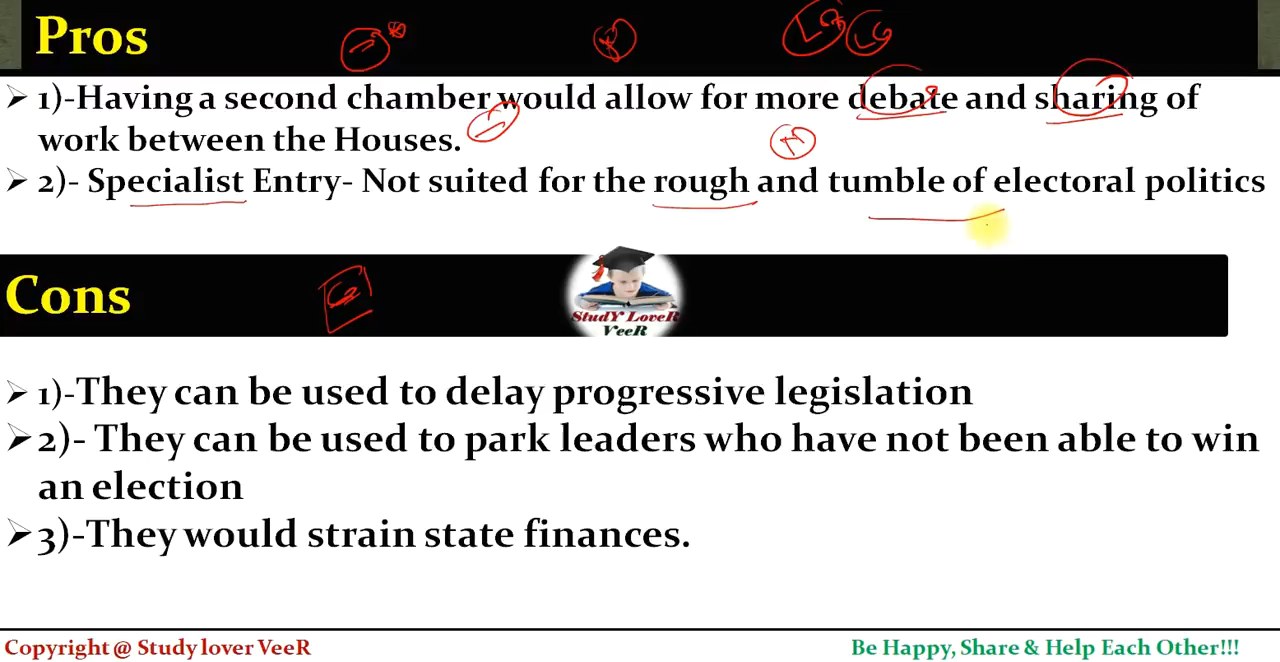 Pros
➢ 1)-Having a second chamber would allow for more debate and sharing of
work between the Houses.
➢ 2)- Specialist Entry- Not suited for the rough and tumble of electoral politics
Cons
StudY LoveR
VeeR
➢ 1)-They can be used to delay progressive legislation
➢ 2)- They can be used to park leaders who have not been able to win
an election
➢ 3)-They would strain state finances.
Copyright @ Study lover VeeR
Be Happy, Share & Help Each Other!!!